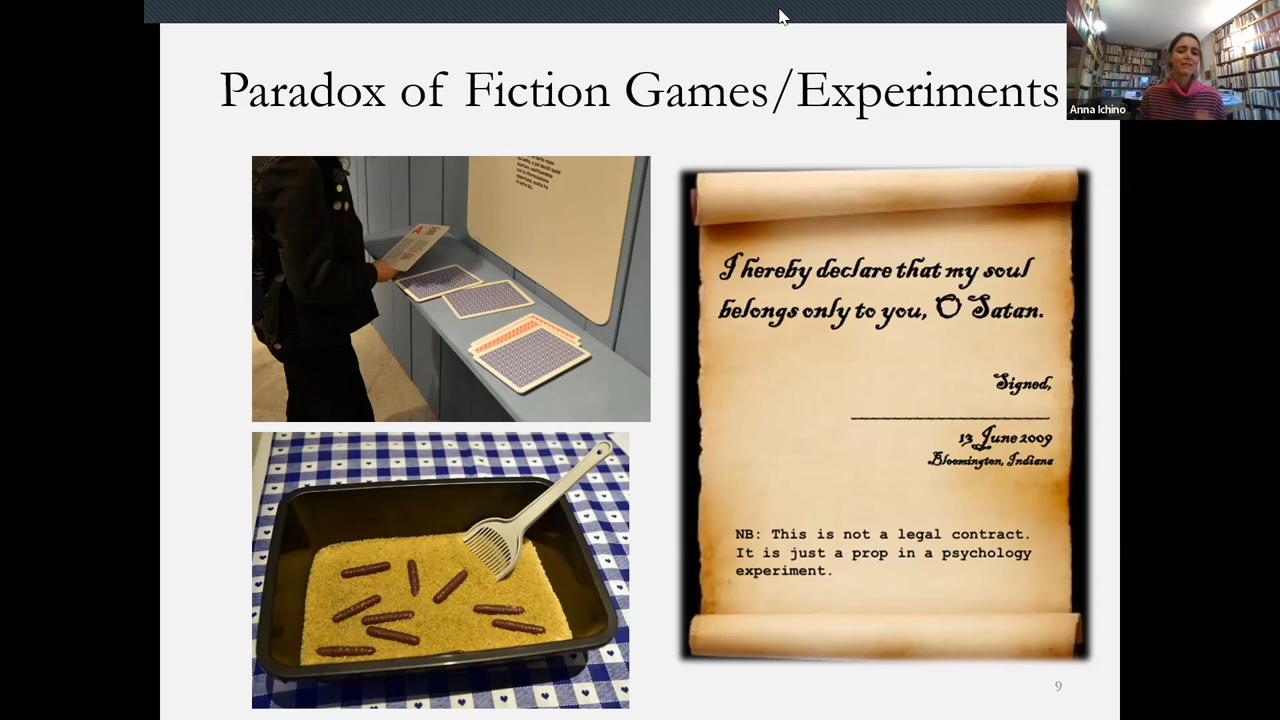 Paradox of Fiction Games/Experiments
Anna Ichino
I hereby declare that my soul
belongs only to you, O Satan.
Signed,
13 June 2009
Bloomington, Indiana
NB: This is not a legal contract.
It is just a prop in a psychology
experiment.
9